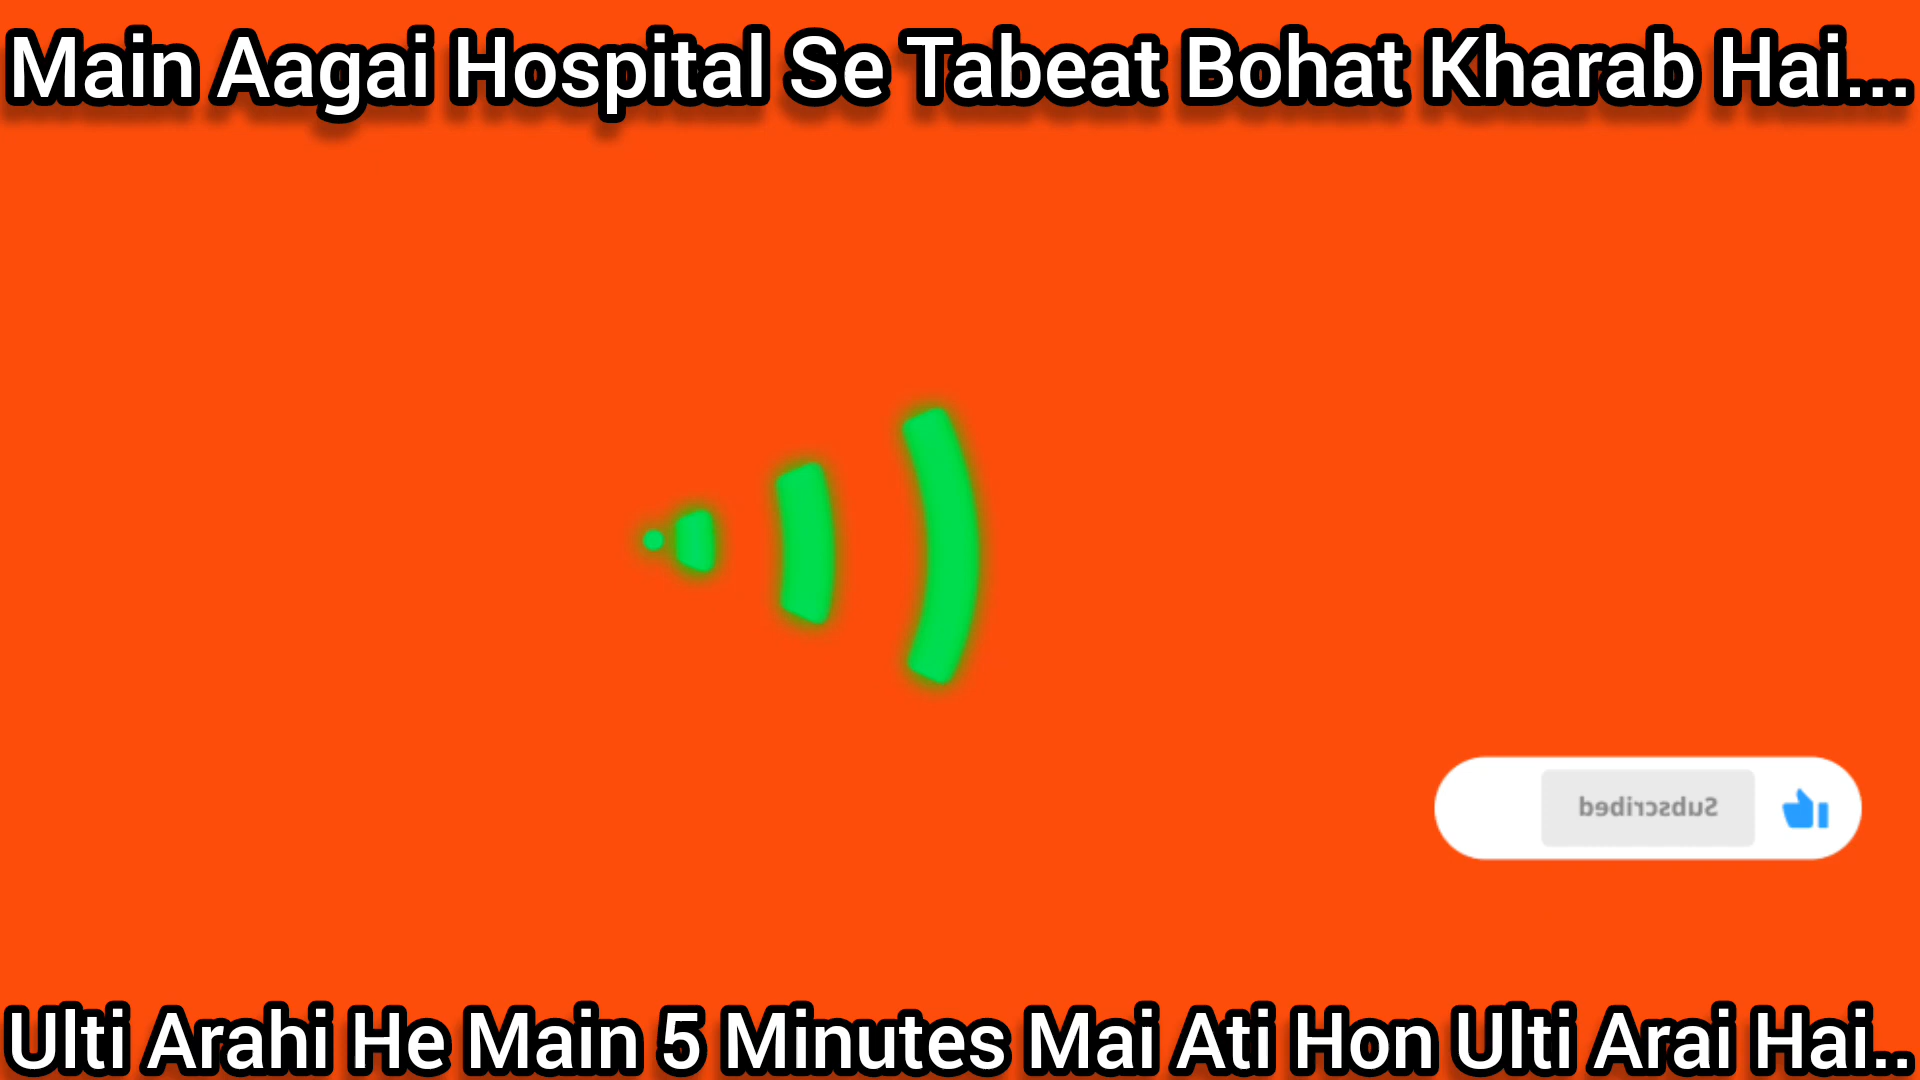 Main Aagai Hospital Se Tabeat Bohat Kharab Hai...
Subscribed
Ulti Arahi He Main 5 Minutes Mai Ati Hon Ulti Arai Hai..